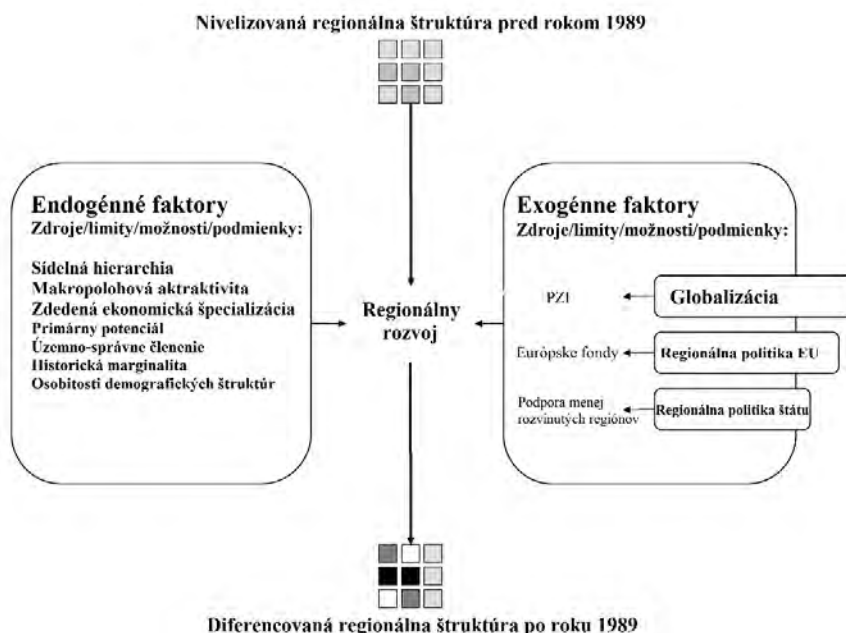 Nivelizovaná regionálna štruktúra pred rokom 1989
Endogénné faktory
Zdroje/limity/možnosti/podmienky:
Sídelná hierarchia
Makropolohová aktraktivita
Zdedená ekonomická špecializácia
Primárny potenciál
Územno-správne členenie
Historická marginalita
Osobitosti demografických štruktúr
Regionálny
rozvoj
Exogénne faktory
Zdroje/limity/možnosti/podmienky:
PZI
Globalizácia
Európske fondy
Regionálna politika EU
Podpora menej
rozvinutých regiónov
Regionálna politika štátu
Diferencovaná regionálna štruktúra po roku 1989